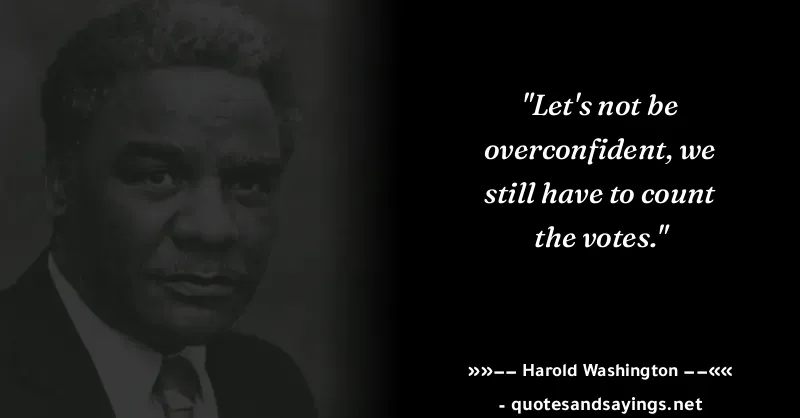 "Let's not be
overconfident, we
still have to count
the votes."
»»–– Harold Washington ––««
- quotesandsayings.net